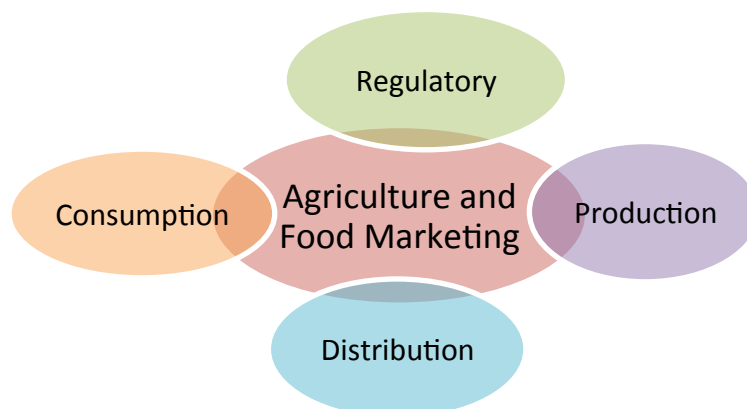 Regulatory
Consumption
Agriculture and
Food Marketing
Production
Distribution